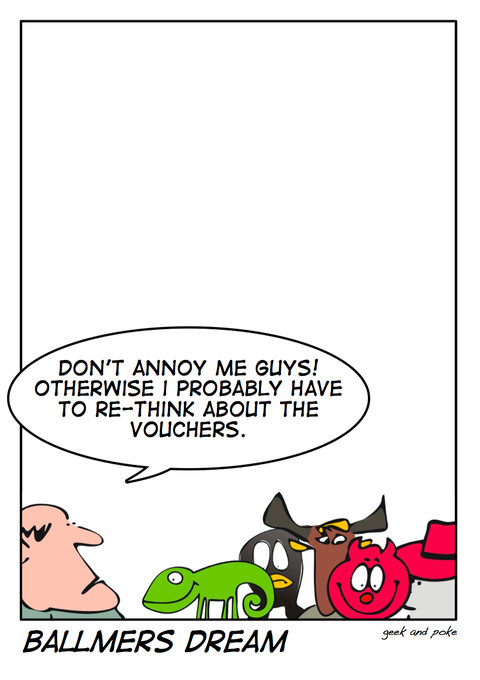 DON'T ANNOY ME GUYS!
OTHERWISE I PROBABLY HAVE
TO RE-THINK ABOUT THE
VOUCHERS.
BALLMERS DREAM
geek and poke